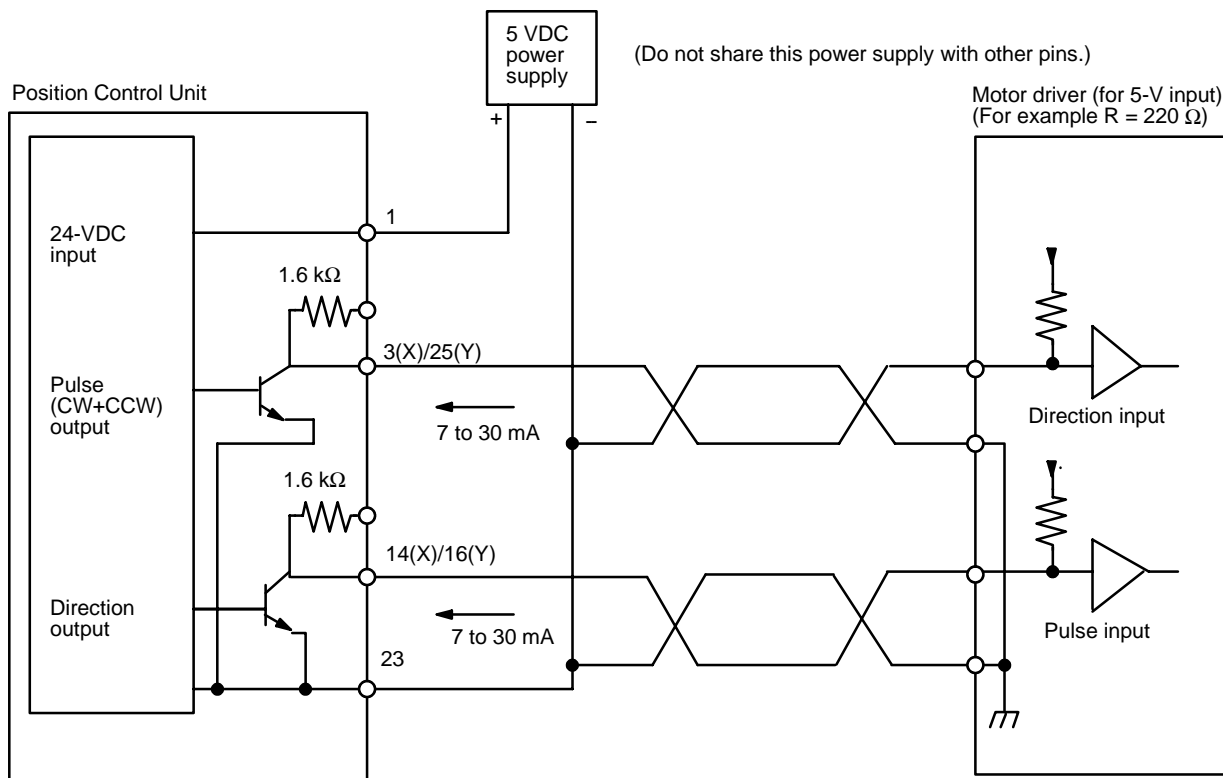 5 VDC
power
supply
(Do not share this power supply with other pins.)
Position Control Unit
Motor driver (for 5-V input)
(For example R = 220 Ω)
+
−
1
24-VDC
input
1.6 kΩ
3(X)/25(Y)
Pulse
(CW+CCW)
output
7 to 30 mA
Direction input
1.6 kΩ
14(X)/16(Y)
Direction
output
7 to 30 mA
Pulse input
23